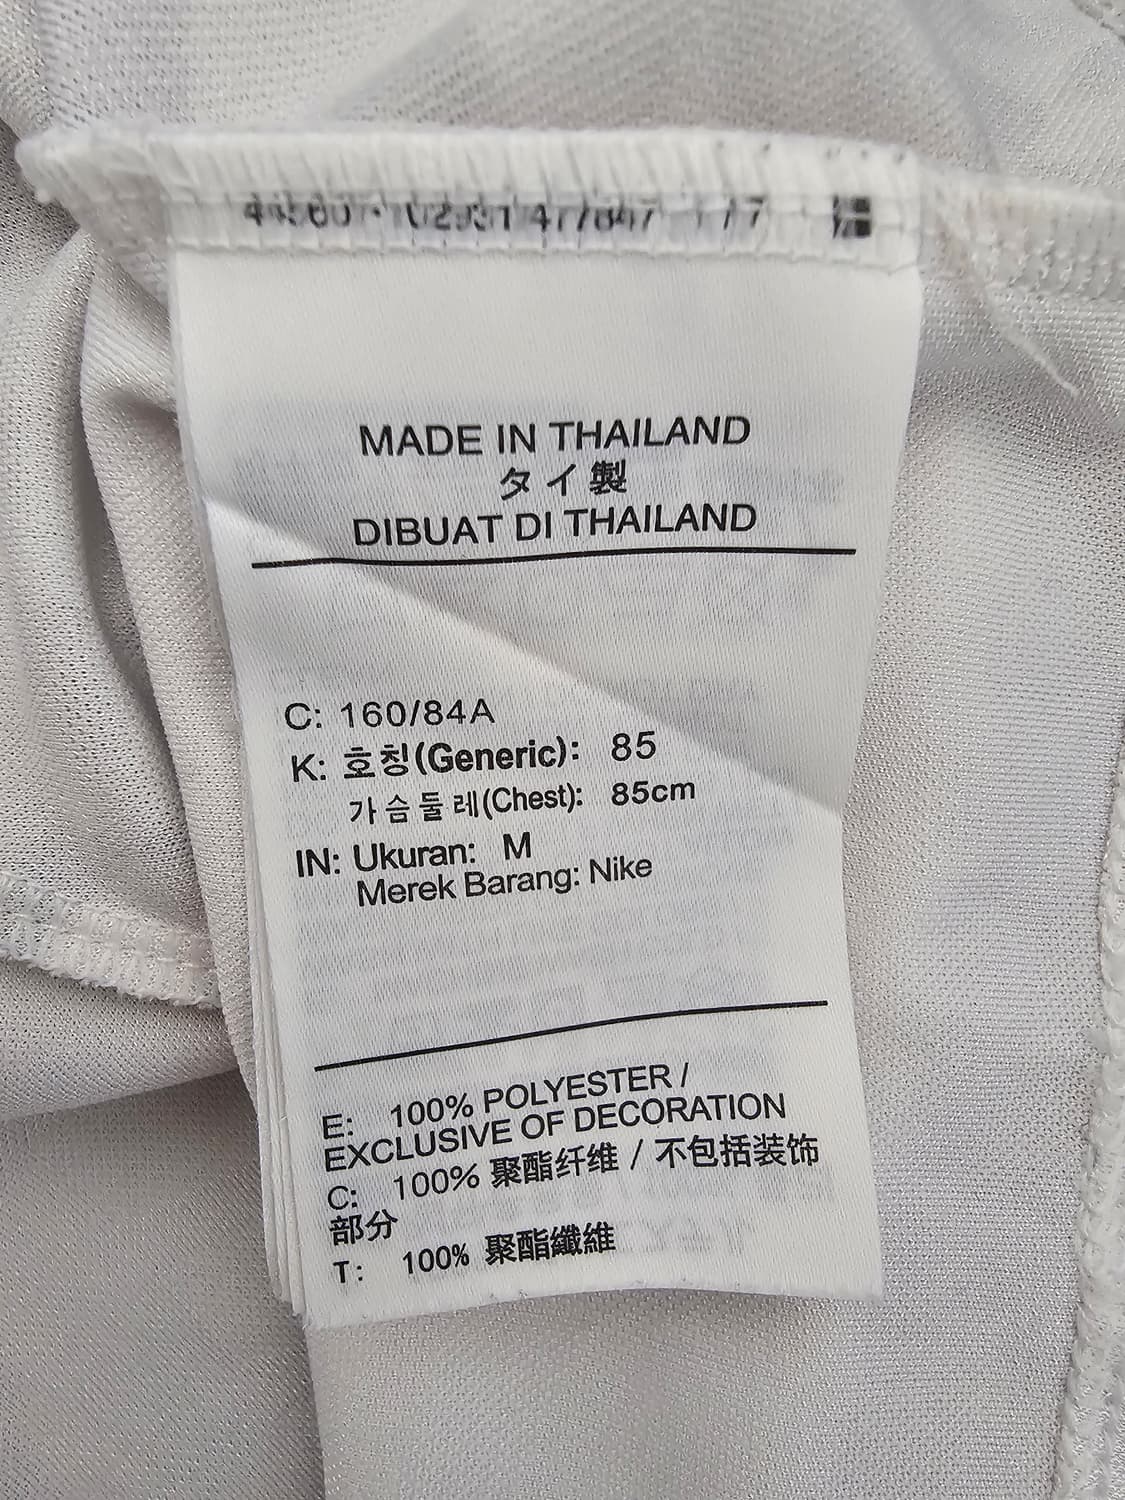 MADE IN THAILAND
タイ製
DIBUAT DI THAILAND
C: 160/84A
K: 호칭(Generic): 85
가슴둘레(Chest): 85cm
IN: Ukuran: M
Merek Barang: Nike
E: 100% POLYESTER /
EXCLUSIVE OF DECORATION
C: 100% 聚酯纤维 / 不包括装饰
部分
T: 100% 聚酯纖維